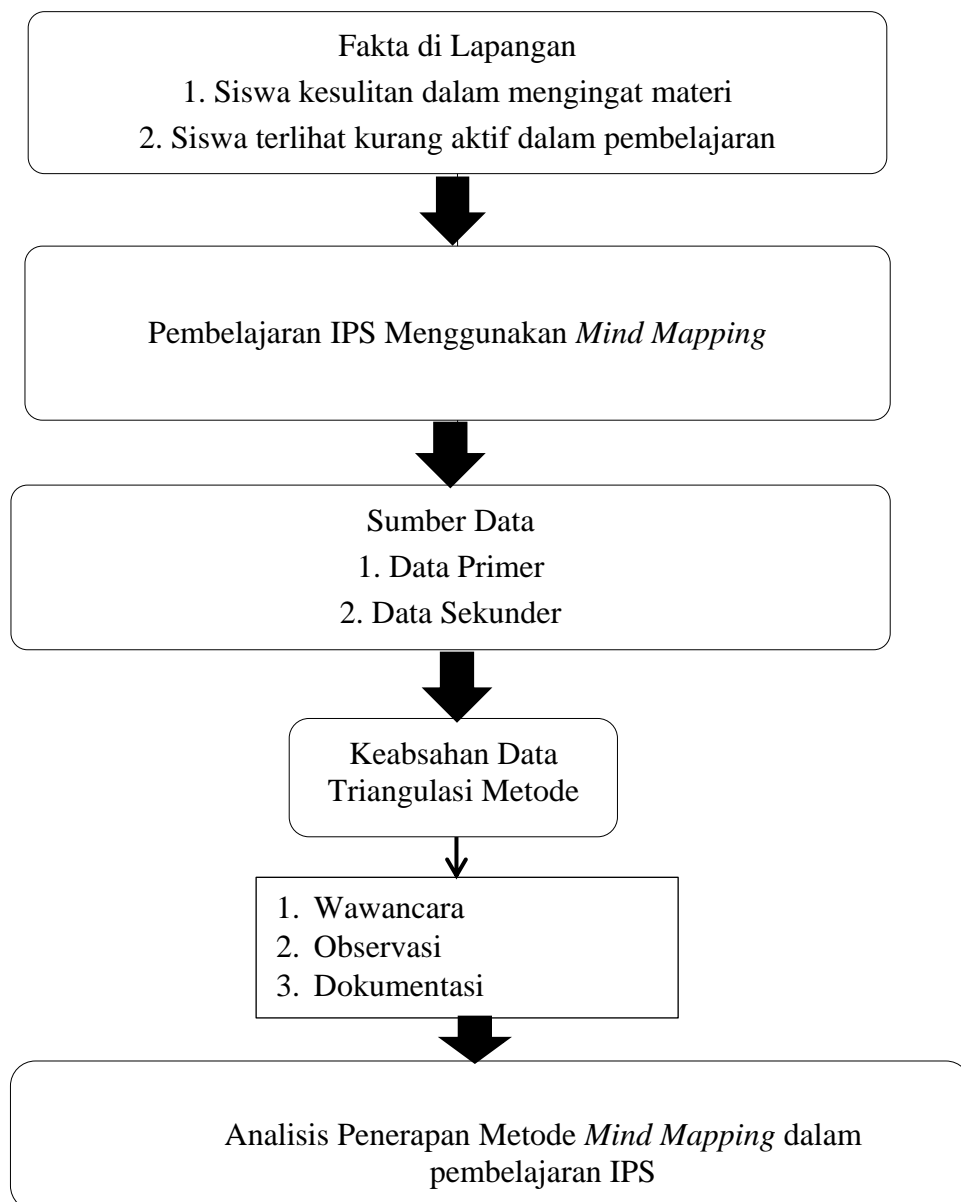 Fakta di Lapangan
1. Siswa kesulitan dalam mengingat materi
2. Siswa terlihat kurang aktif dalam pembelajaran
Pembelajaran IPS Menggunakan Mind Mapping
Sumber Data
1. Data Primer
2. Data Sekunder
Keabsahan Data
Triangulasi Metode
1. Wawancara
2. Observasi
3. Dokumentasi
Analisis Penerapan Metode Mind Mapping dalam
pembelajaran IPS